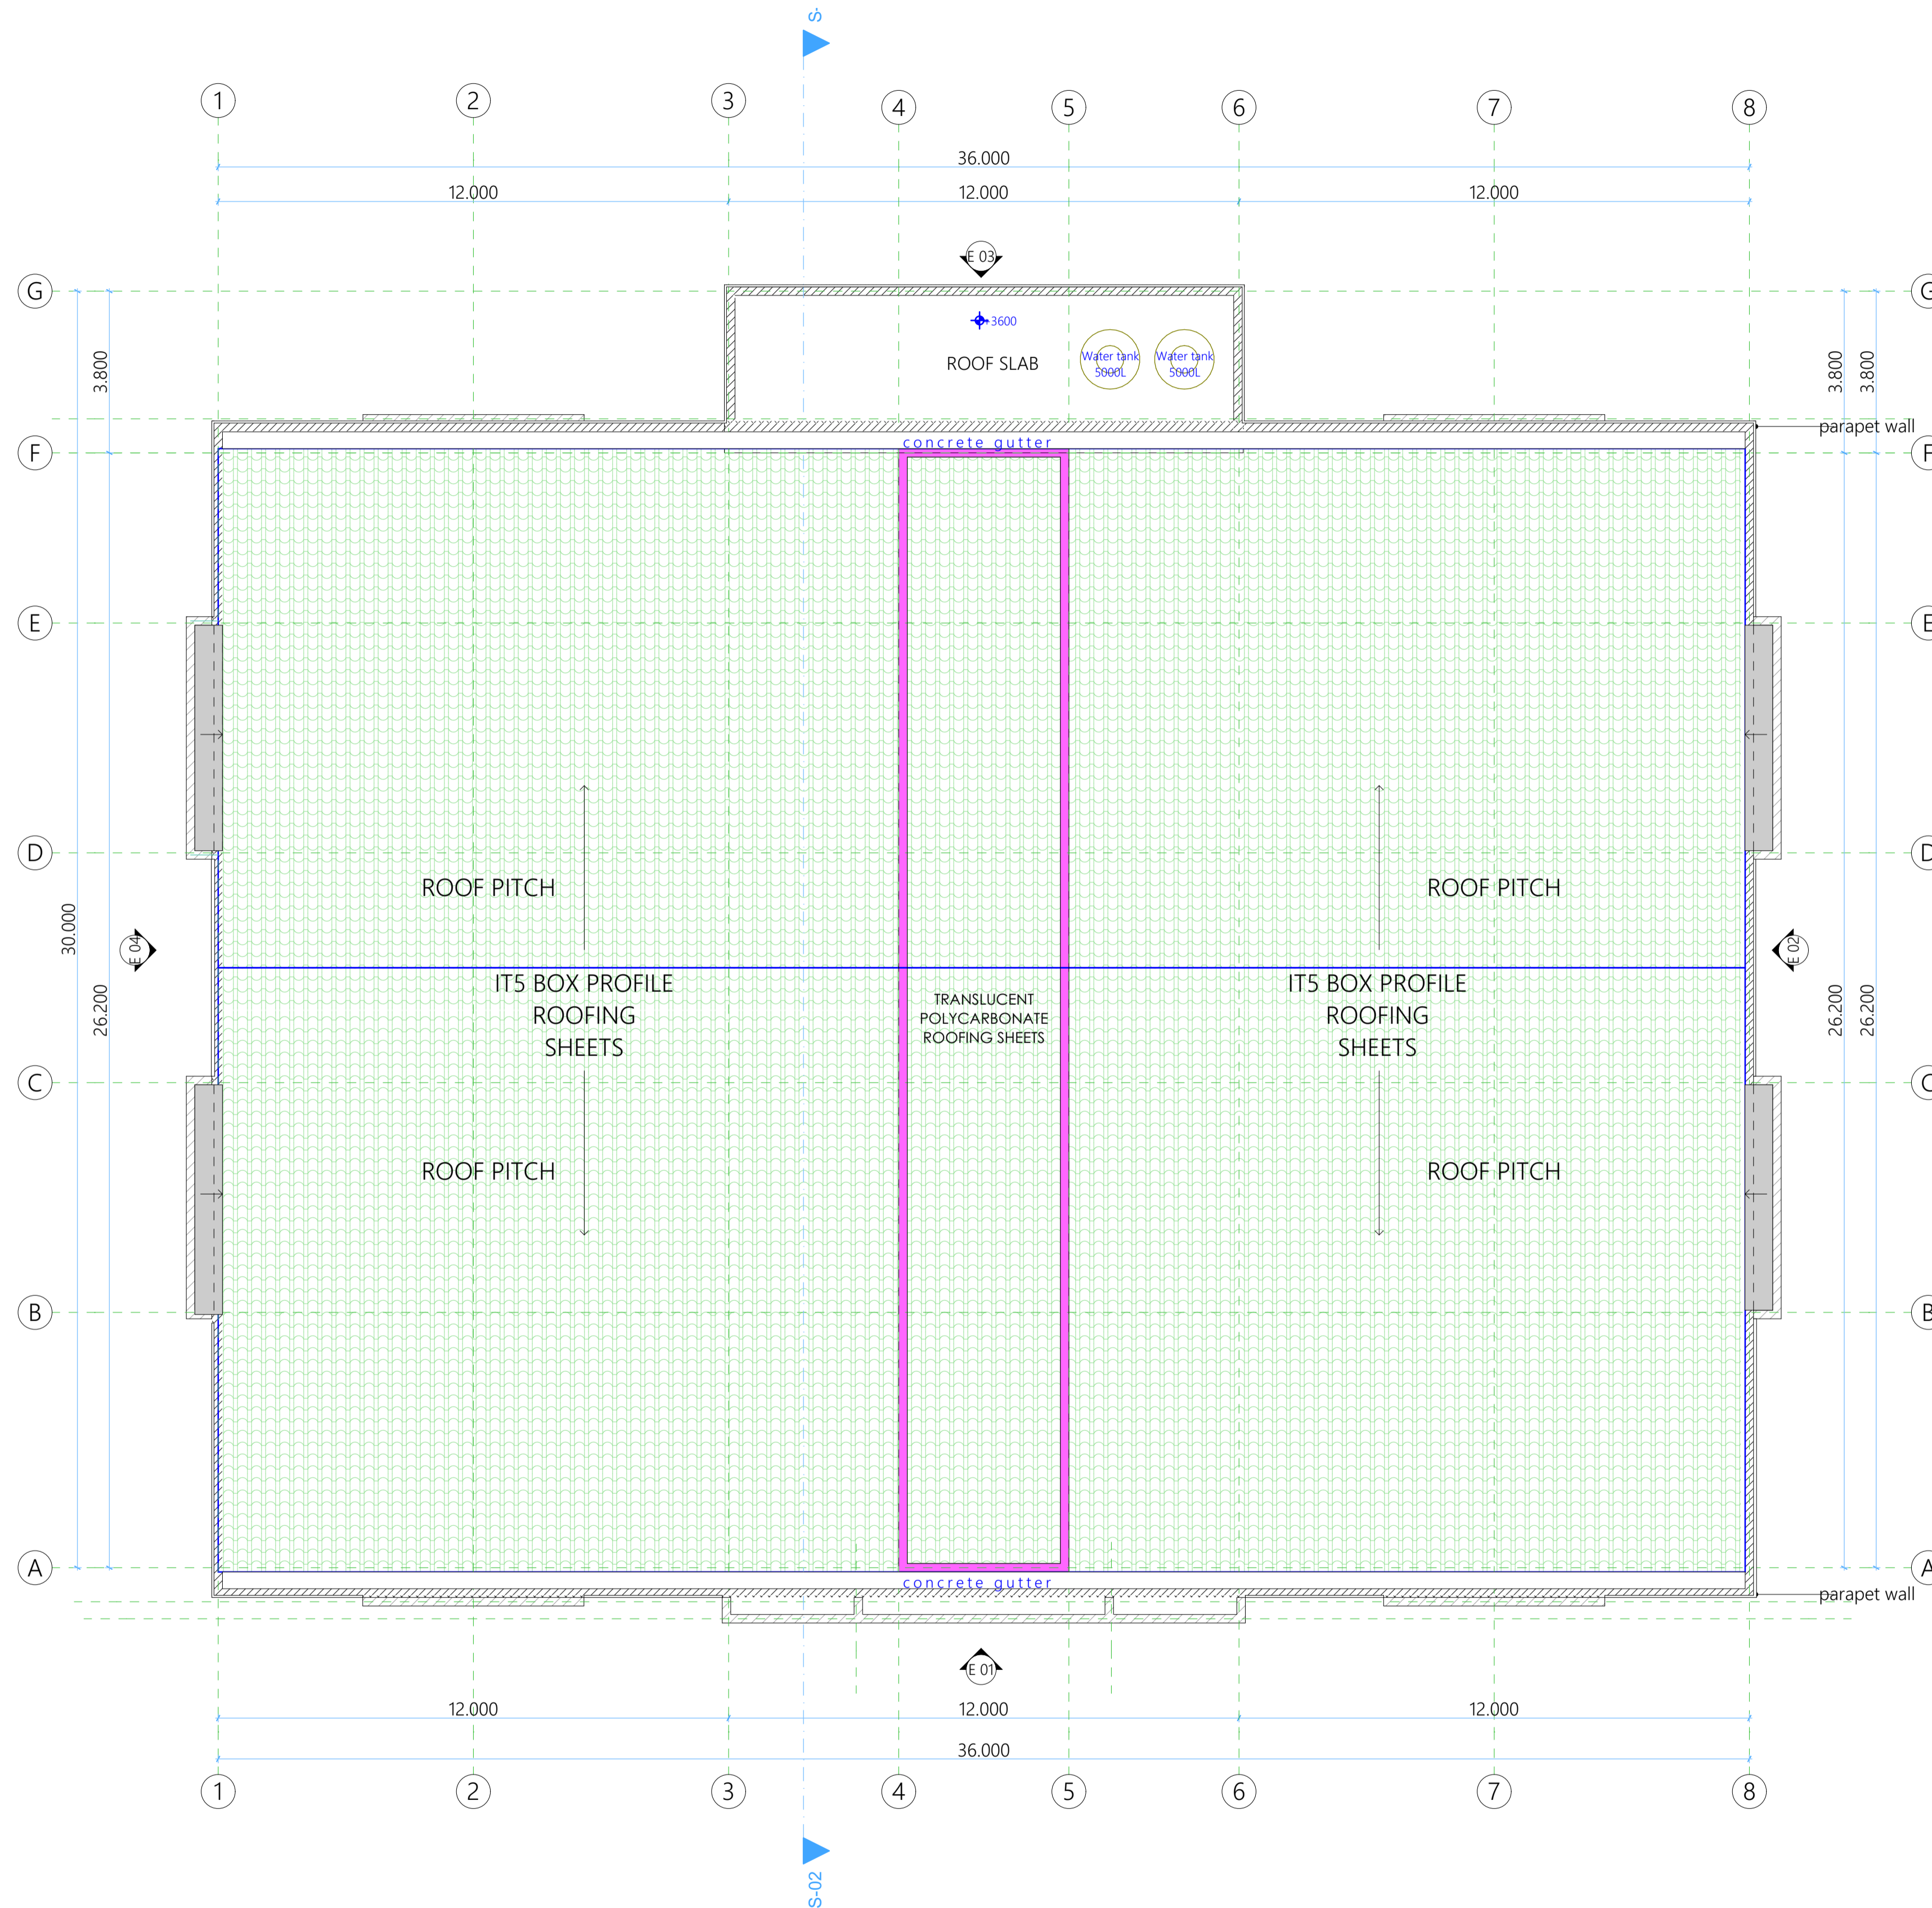 S-
1
2
3
4
5
6
7
8
36.000
12.000
12.000
12.000
E 03
G
G
+3600
3.800
3.800
3.800
ROOF SLAB
Water tank
5000L
Water tank
5000L
parapet wall
concrete gutter
F
F
E
E
D
D
ROOF PITCH
ROOF PITCH
30.000
E 04
E 02
IT5 BOX PROFILE
ROOFING
SHEETS
TRANSLUCENT
POLYCARBONATE
ROOFING SHEETS
IT5 BOX PROFILE
ROOFING
SHEETS
26.200
26.200
26.200
C
C
ROOF PITCH
ROOF PITCH
B
B
A
A
concrete gutter
parapet wall
E 01
12.000
12.000
12.000
36.000
1
2
3
4
5
6
7
8
S-02